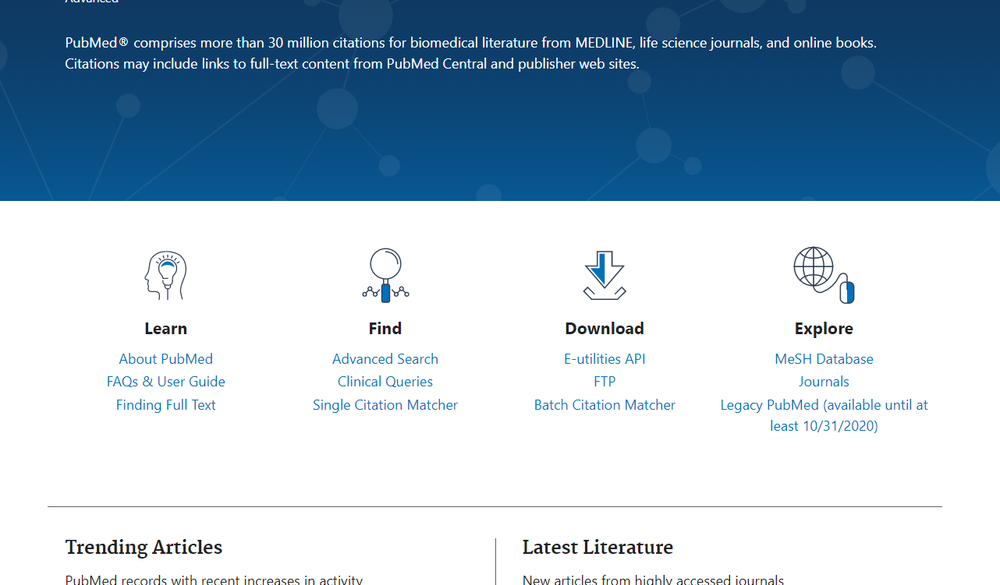 Advanced
PubMed® comprises more than 30 million citations for biomedical literature from MEDLINE, life science journals, and online books.
Citations may include links to full-text content from PubMed Central and publisher web sites.
Learn
About PubMed
FAQs & User Guide
Finding Full Text
Find
Advanced Search
Clinical Queries
Single Citation Matcher
Download
E-utilities API
FTP
Batch Citation Matcher
Explore
MeSH Database
Journals
Legacy PubMed (available until at
least 10/31/2020)
Trending Articles
PubMed records with recent increases in activity
Latest Literature
New articles from highly accessed journals